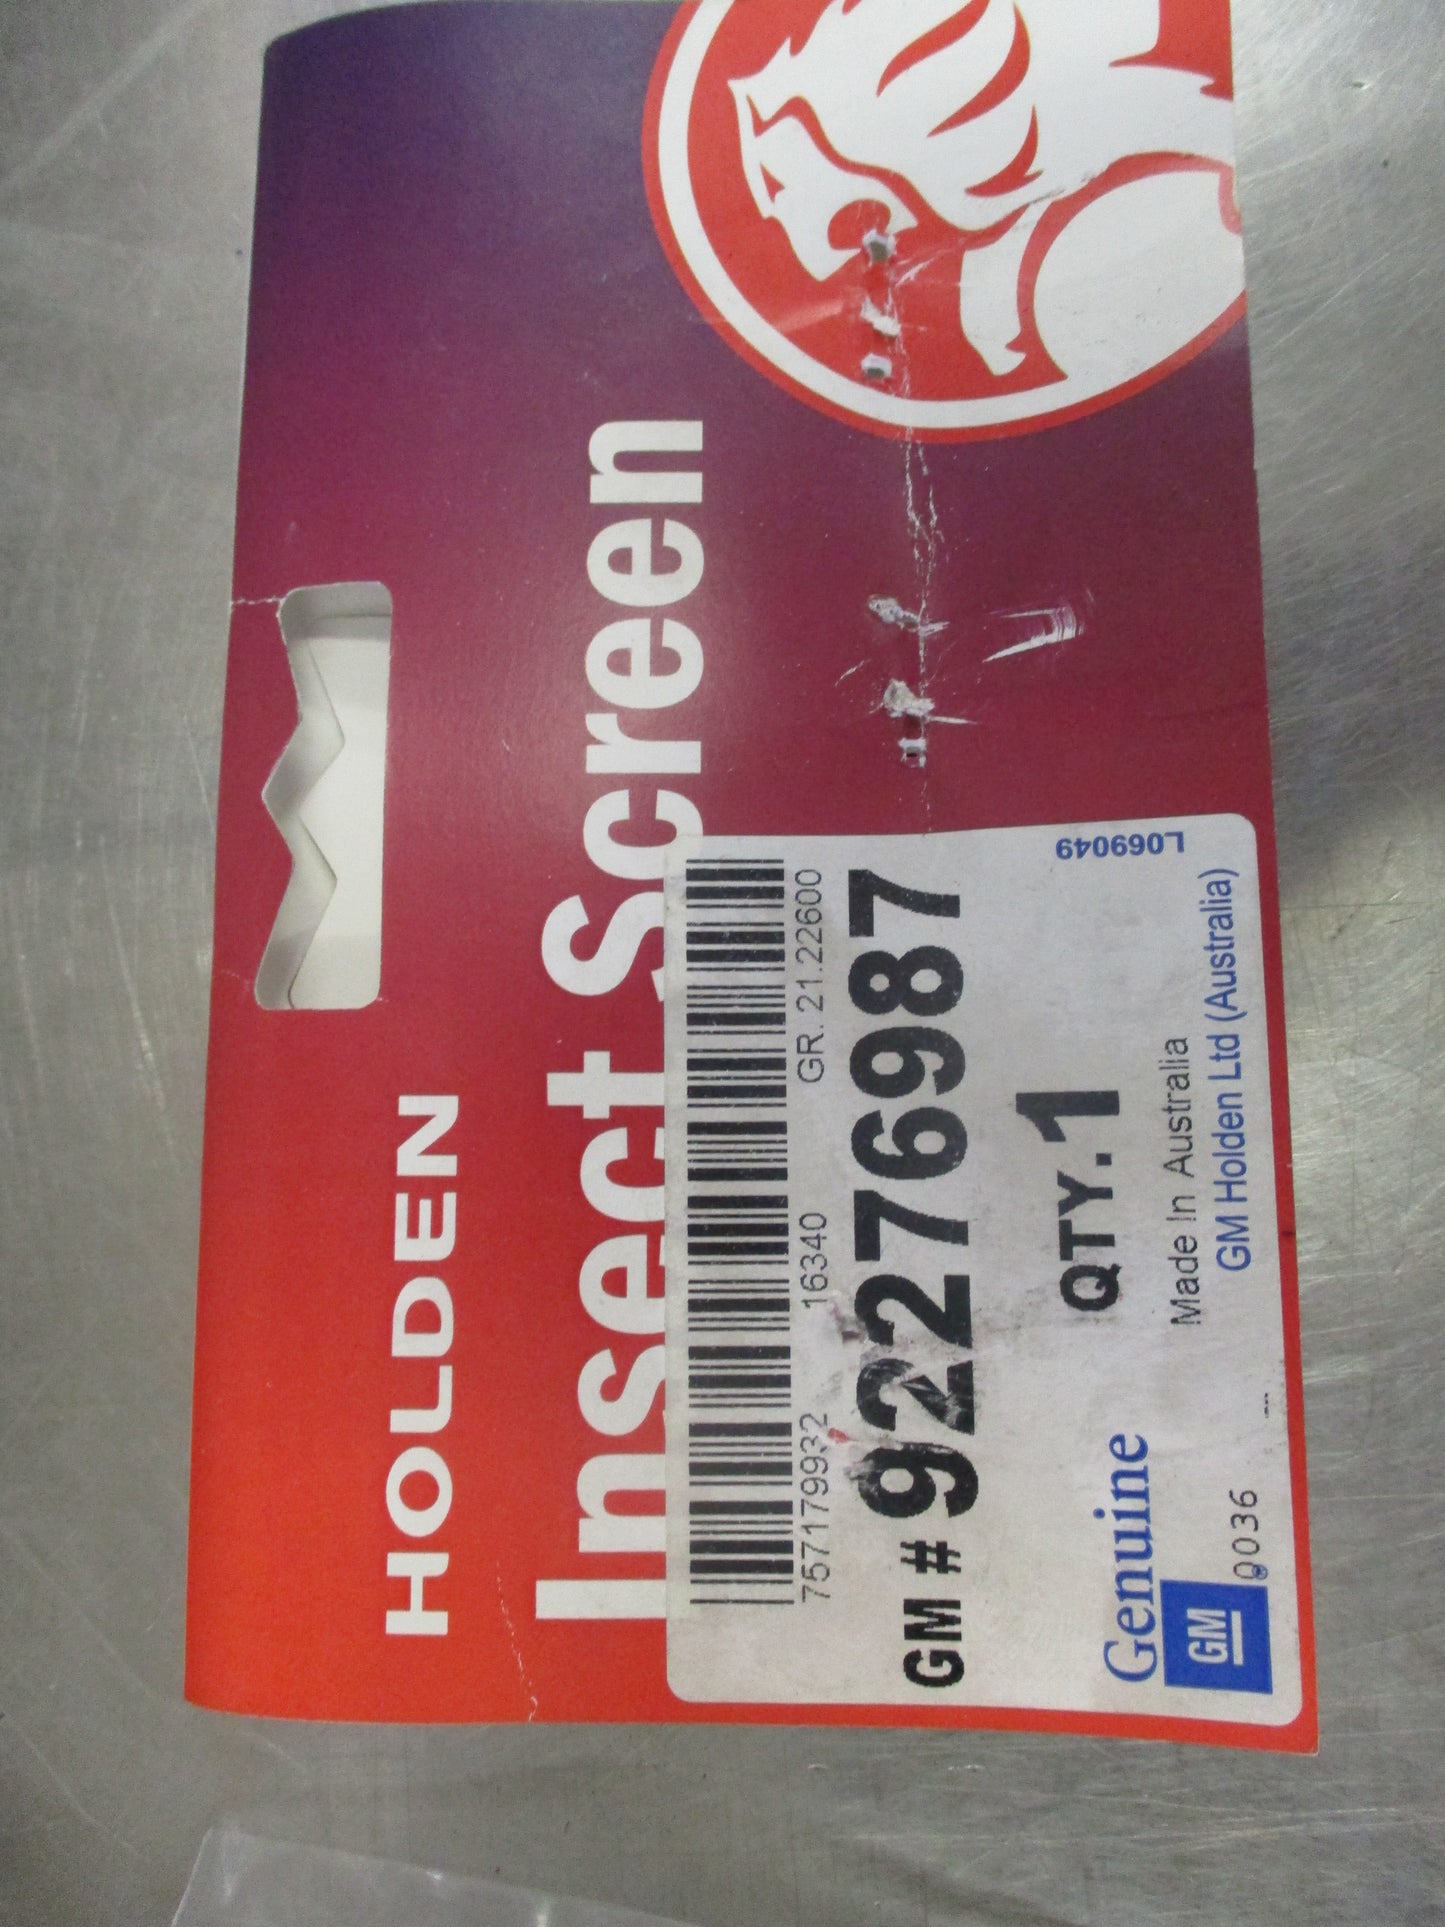 HOLDEN
Insect Screen
757179932 16340 GR. 21.22600
GM # 92276987
QTY. 1
L069049
Genuine
GM
Made In Australia
GM Holden Ltd (Australia)
0036